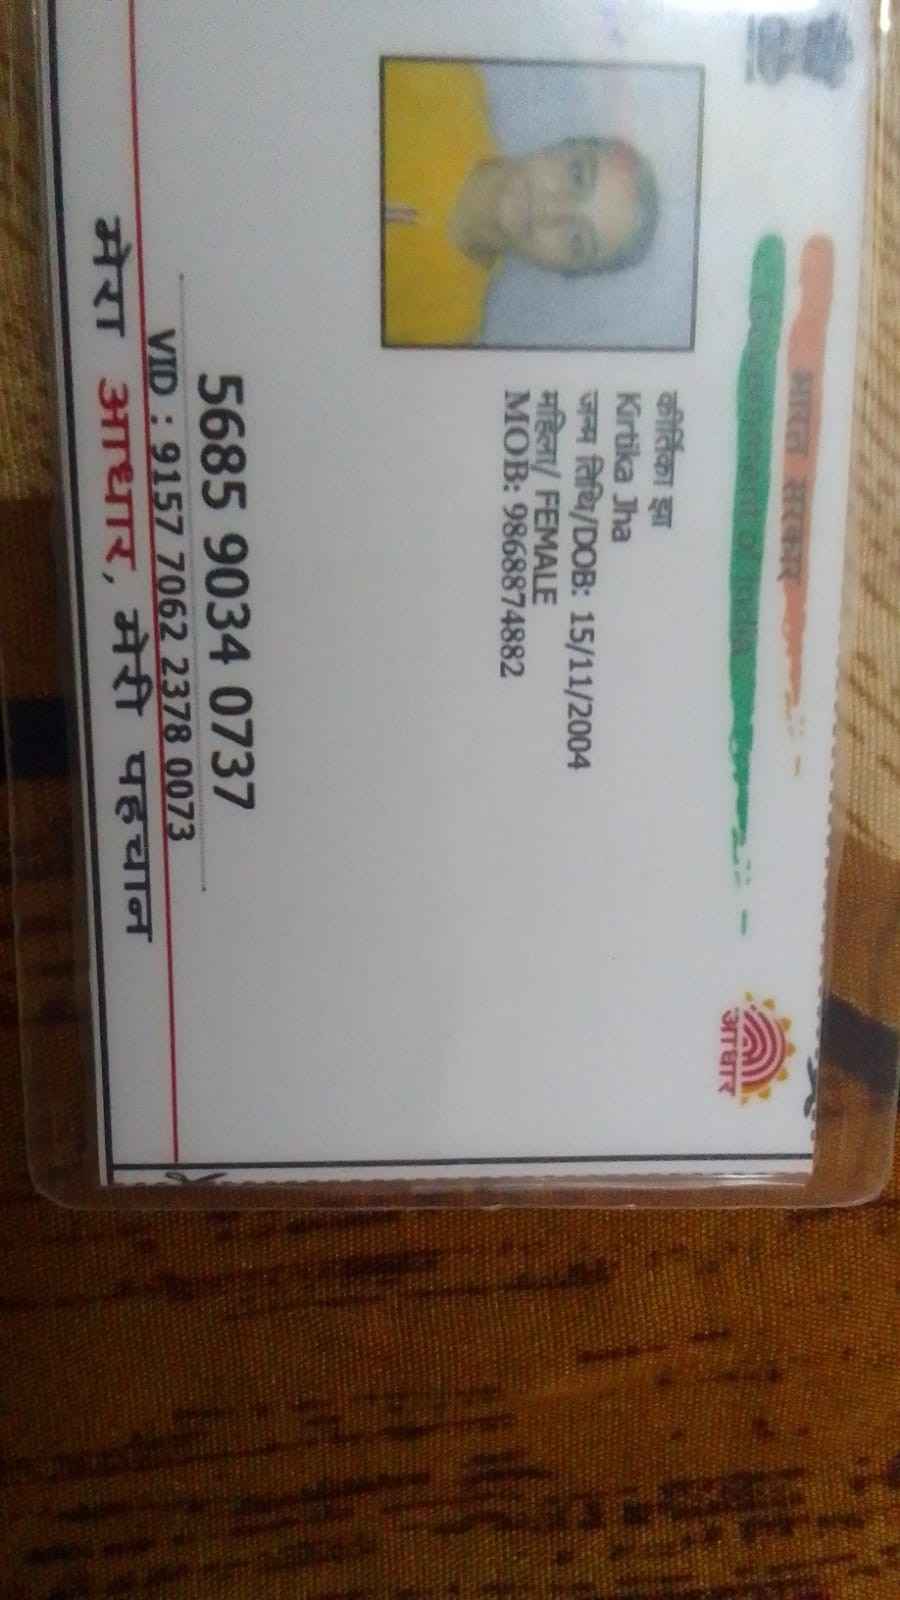 भारत सरकार
Government of India
कीर्तिका झा
Kirtika Jha
जन्म तिथि/DOB: 15/11/2004
महिला/ FEMALE
MOB: 9868874882
आधार
5685 9034 0737
VID : 9157 7062 2378 0073
मेरा आधार, मेरी पहचान